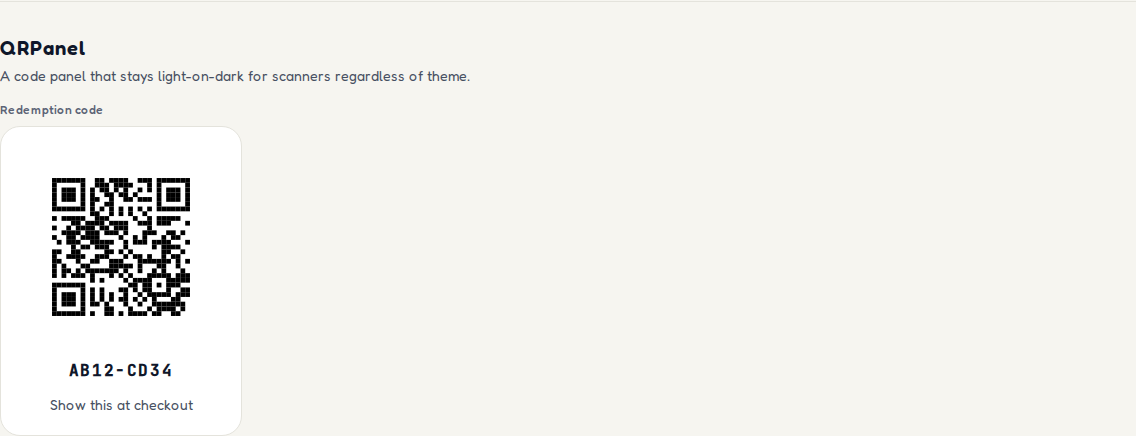 QRPanel
A code panel that stays light-on-dark for scanners regardless of theme.
Redemption code
AB12-CD34
Show this at checkout